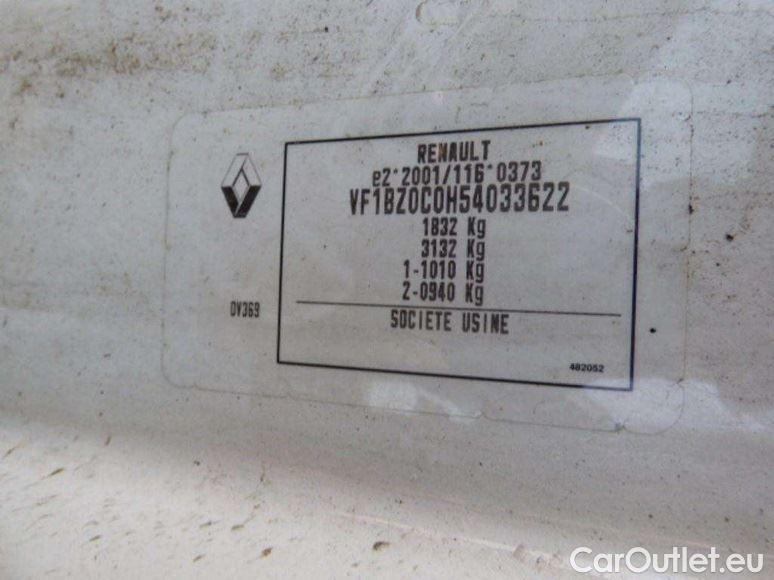 RENAULT
e2*2001/116*0373
VF1BZ0C0H54033622
1832 Kg
3132 Kg
1-1010 Kg
2-0940 Kg
DV369
SOCIETE USINE
482052
CarOutlet.eu